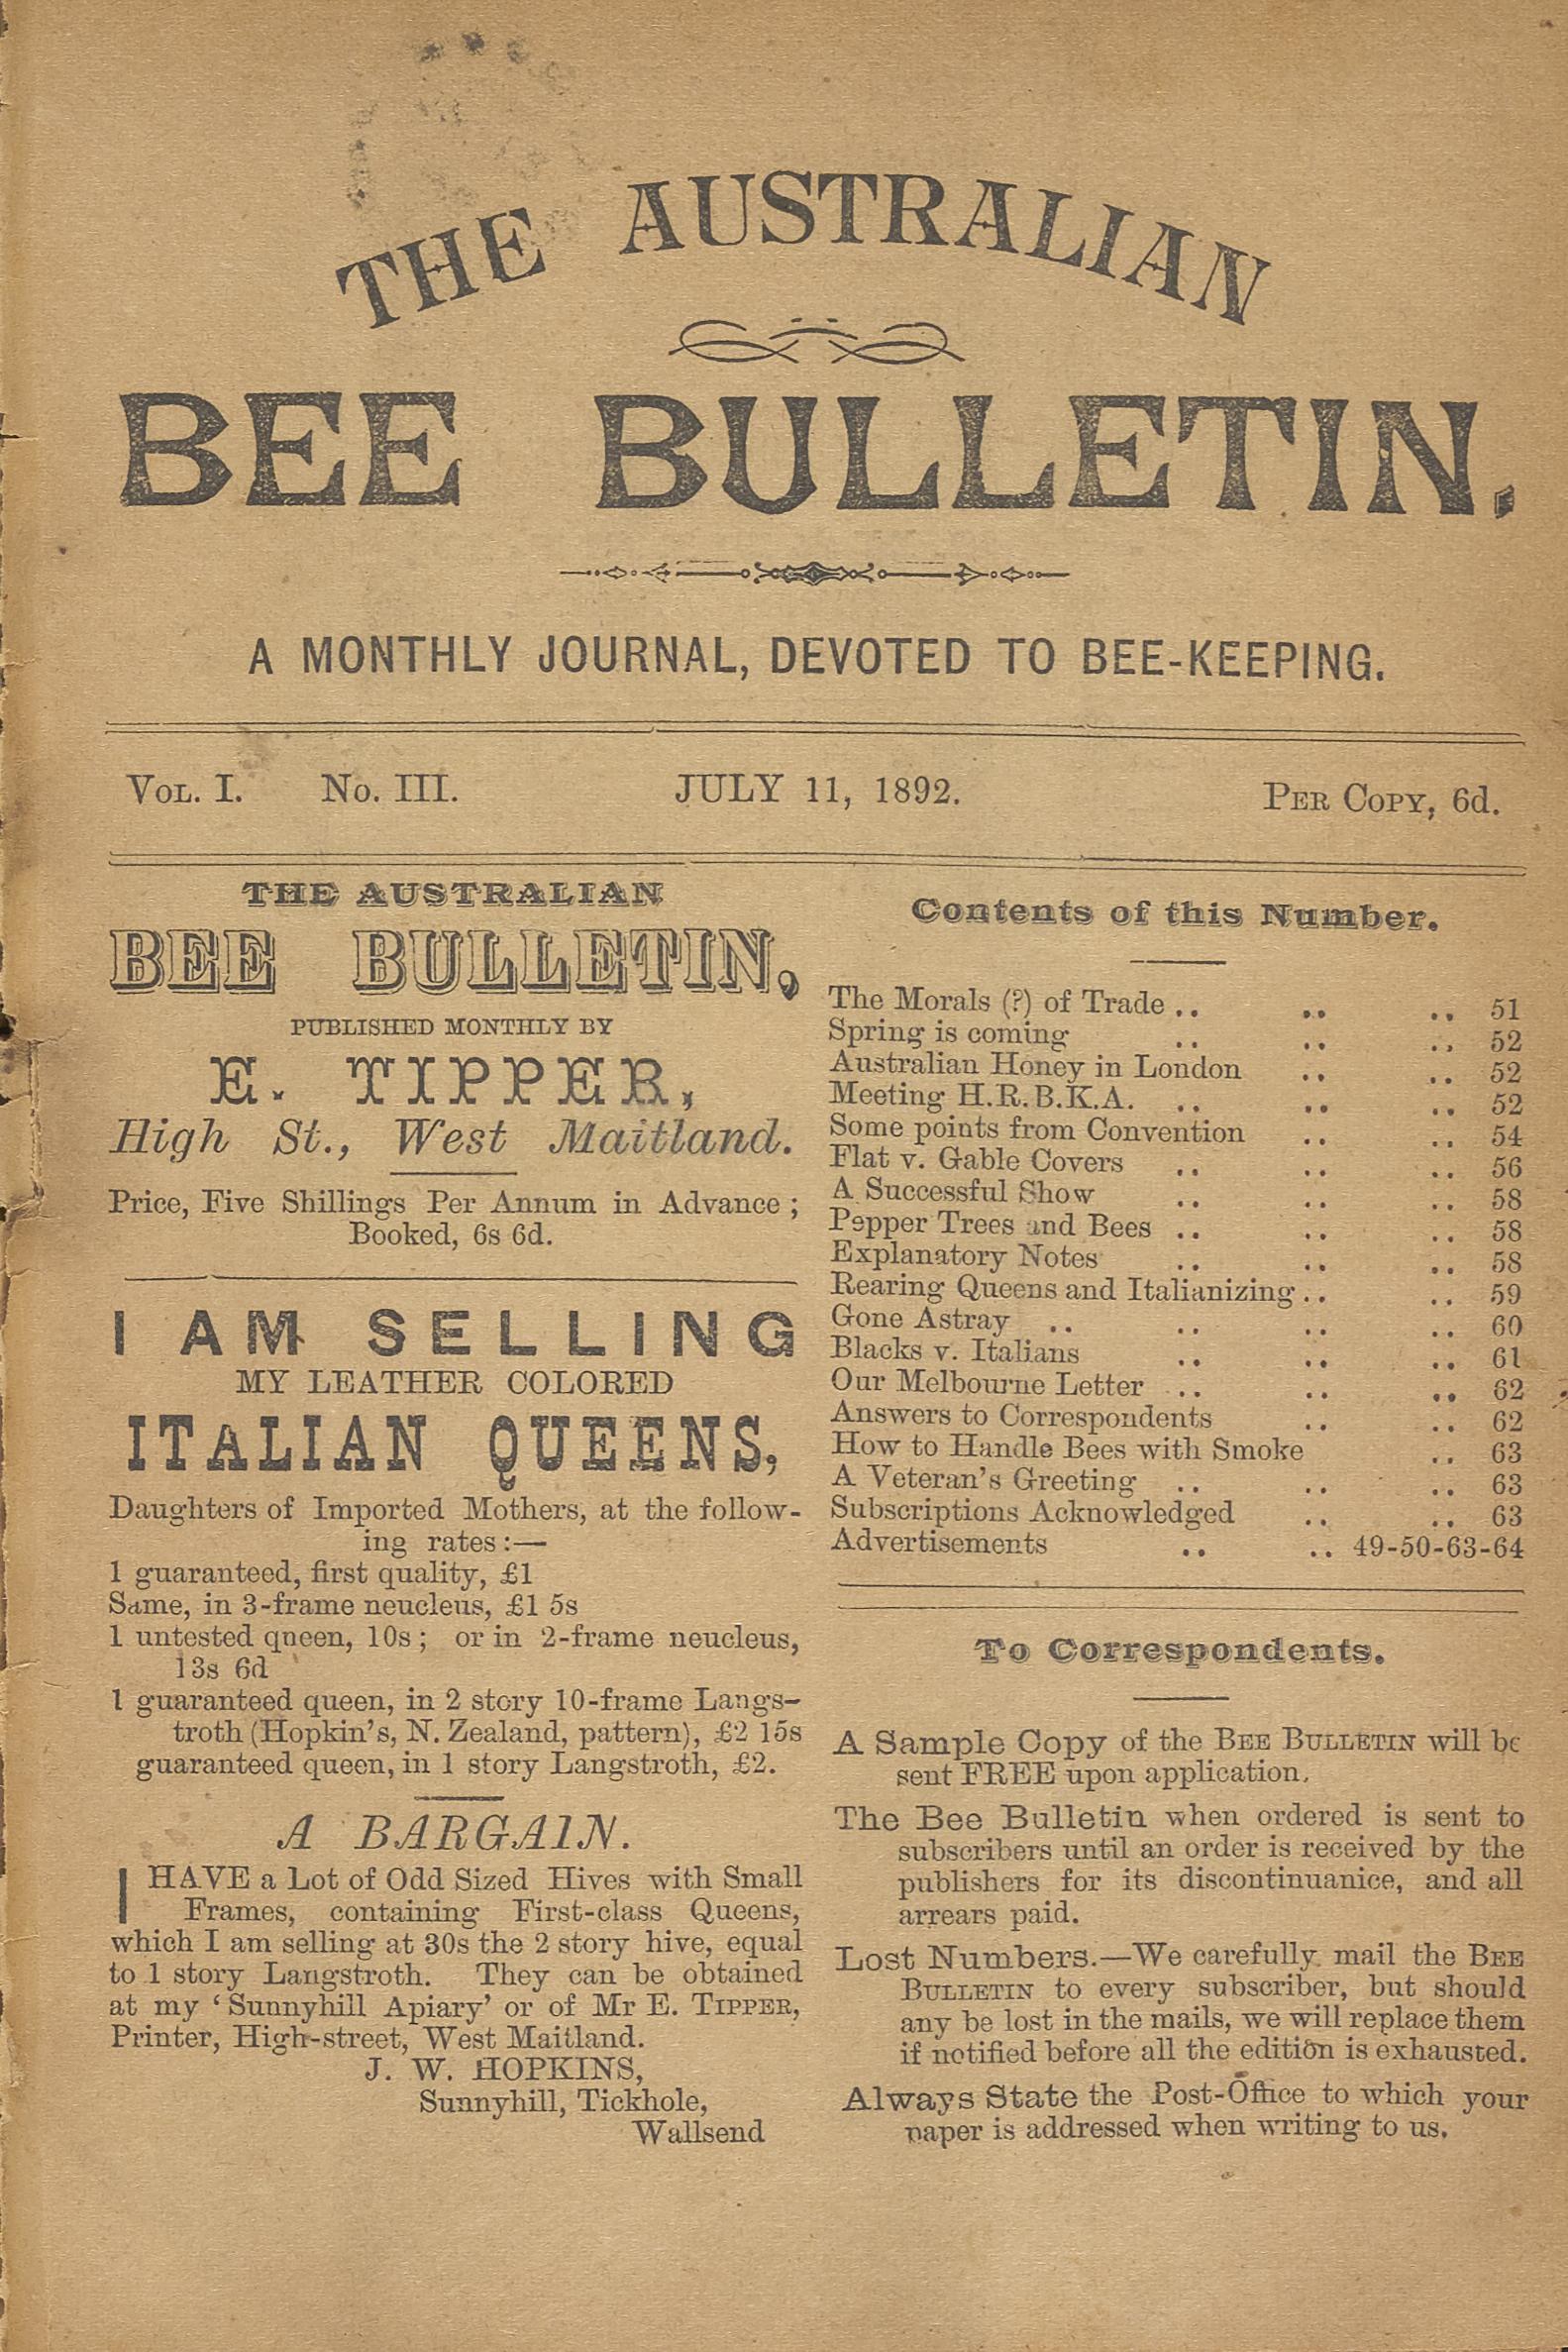 THE AUSTRALIAN
BEE BULLETIN.
A MONTHLY JOURNAL, DEVOTED TO BEE-KEEPING.
VOL. I. No. III. JULY 11, 1892. PER COPY, 6d.
THE AUSTRALIAN
BEE BULLETIN,
PUBLISHED MONTHLY BY
E. TIPPER,
High St., West Maitland.
Price, Five Shillings Per Annum in Advance;
Booked, 6s 6d.
I AM SELLING
MY LEATHER COLORED
ITALIAN QUEENS,
Daughters of Imported Mothers, at the follow-
ing rates:—
1 guaranteed, first quality, £1
Same, in 3-frame neucleus, £1 5s
1 untested qneen, 10s; or in 2-frame neucleus,
13s 6d
1 guaranteed queen, in 2 story 10-frame Langs-
troth (Hopkin's, N. Zealand, pattern), £2 15s
guaranteed queen, in 1 story Langstroth, £2.
A BARGAIN.
I HAVE a Lot of Odd Sized Hives with Small
Frames, containing First-class Queens,
which I am selling at 30s the 2 story hive, equal
to 1 story Langstroth. They can be obtained
at my 'Sunnyhill Apiary' or of Mr E. TIPPER,
Printer, High-street, West Maitland.
J. W. HOPKINS,
Sunnyhill, Tickhole,
Wallsend
Contents of this Number.
The Morals (?) of Trade .. .. .. 51
Spring is coming .. .. .. 52
Australian Honey in London .. .. 52
Meeting H.R.B.K.A. .. .. .. 52
Some points from Convention .. .. 54
Flat v. Gable Covers .. .. .. 56
A Successful Show .. .. .. 58
Pepper Trees and Bees .. .. .. 58
Explanatory Notes .. .. .. 58
Rearing Queens and Italianizing .. .. 59
Gone Astray .. .. .. .. 60
Blacks v. Italians .. .. .. 61
Our Melbourne Letter .. .. .. 62
Answers to Correspondents .. .. 62
How to Handle Bees with Smoke .. 63
A Veteran's Greeting .. .. .. 63
Subscriptions Acknowledged .. .. 63
Advertisements .. .. 49-50-63-64
To Correspondents.
A Sample Copy of the BEE BULLETIN will be
sent FREE upon application.
The Bee Bulletin when ordered is sent to
subscribers until an order is received by the
publishers for its discontinuanice, and all
arrears paid.
Lost Numbers.—We carefully mail the BEE
BULLETIN to every subscriber, but should
any be lost in the mails, we will replace them
if notified before all the edition is exhausted.
Always State the Post-Office to which your
paper is addressed when writing to us.